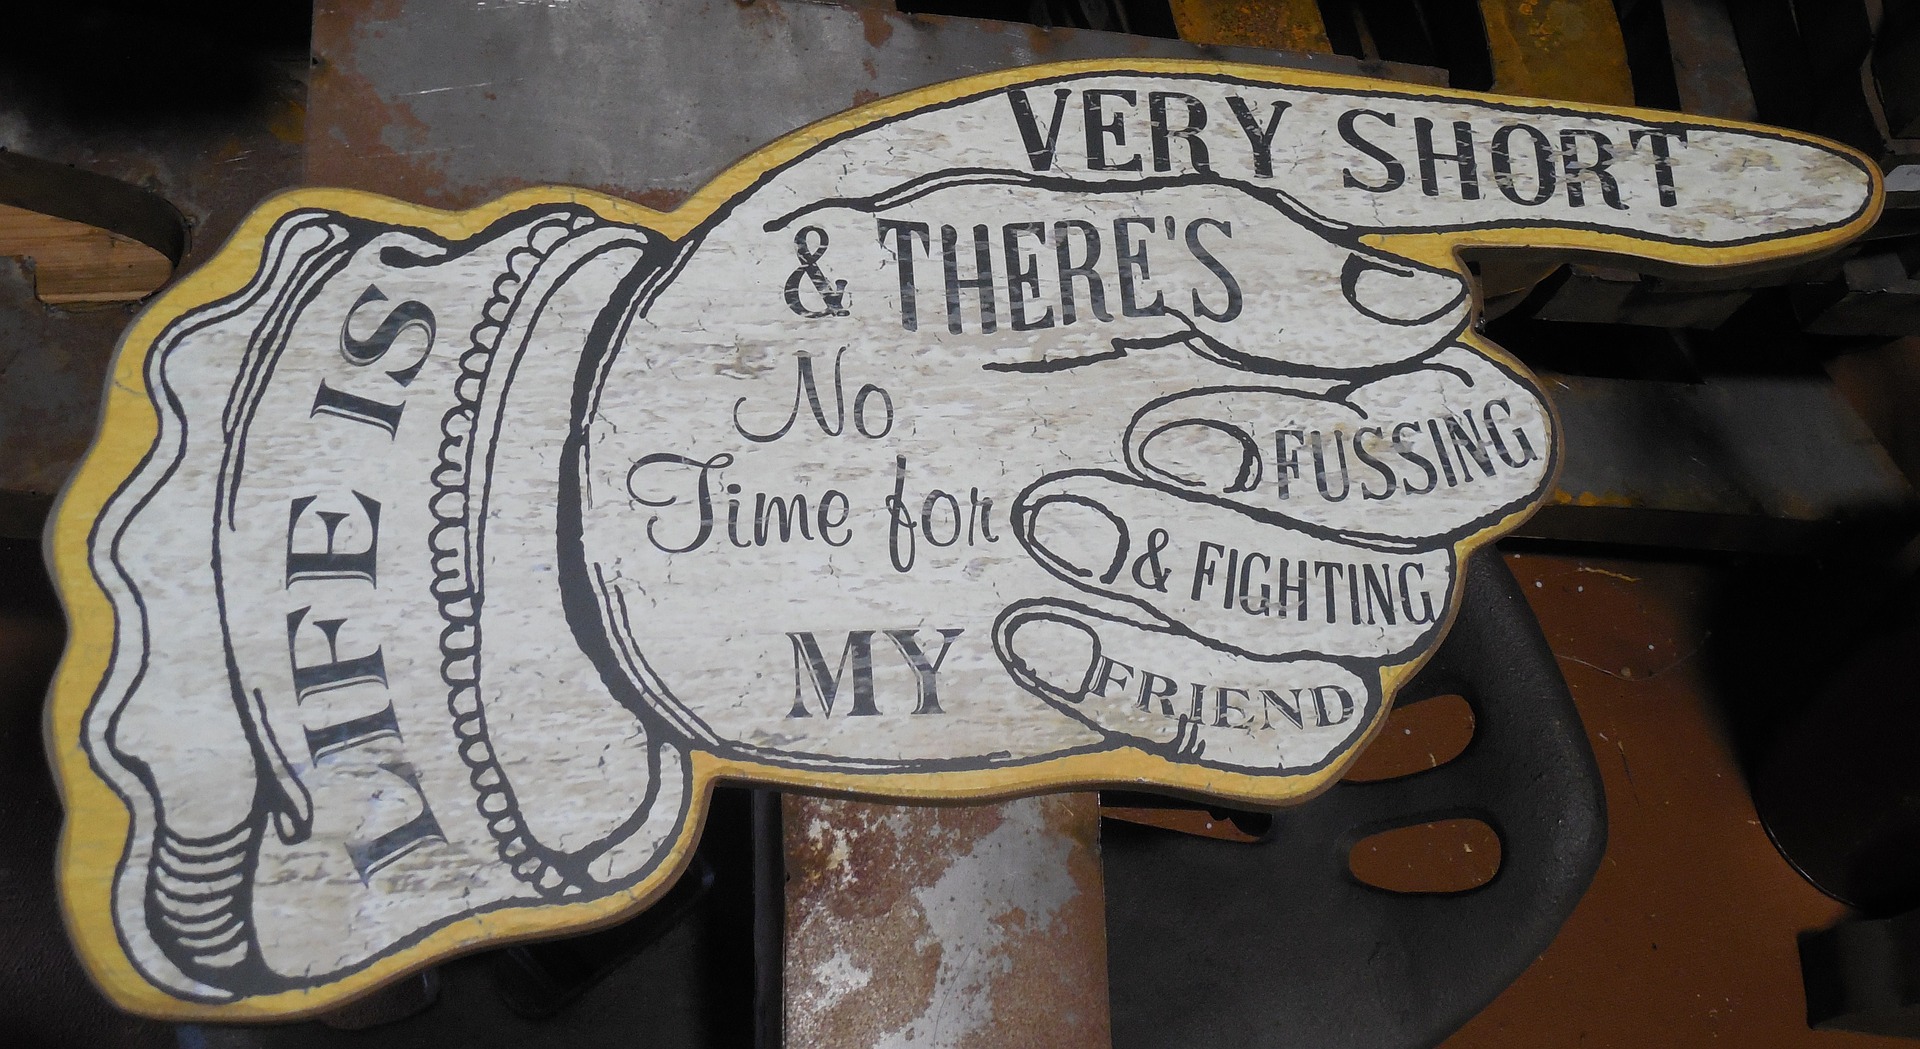 LIFE IS
VERY SHORT
& THERE'S
No
Time for
FUSSING
& FIGHTING
MY
FRIEND